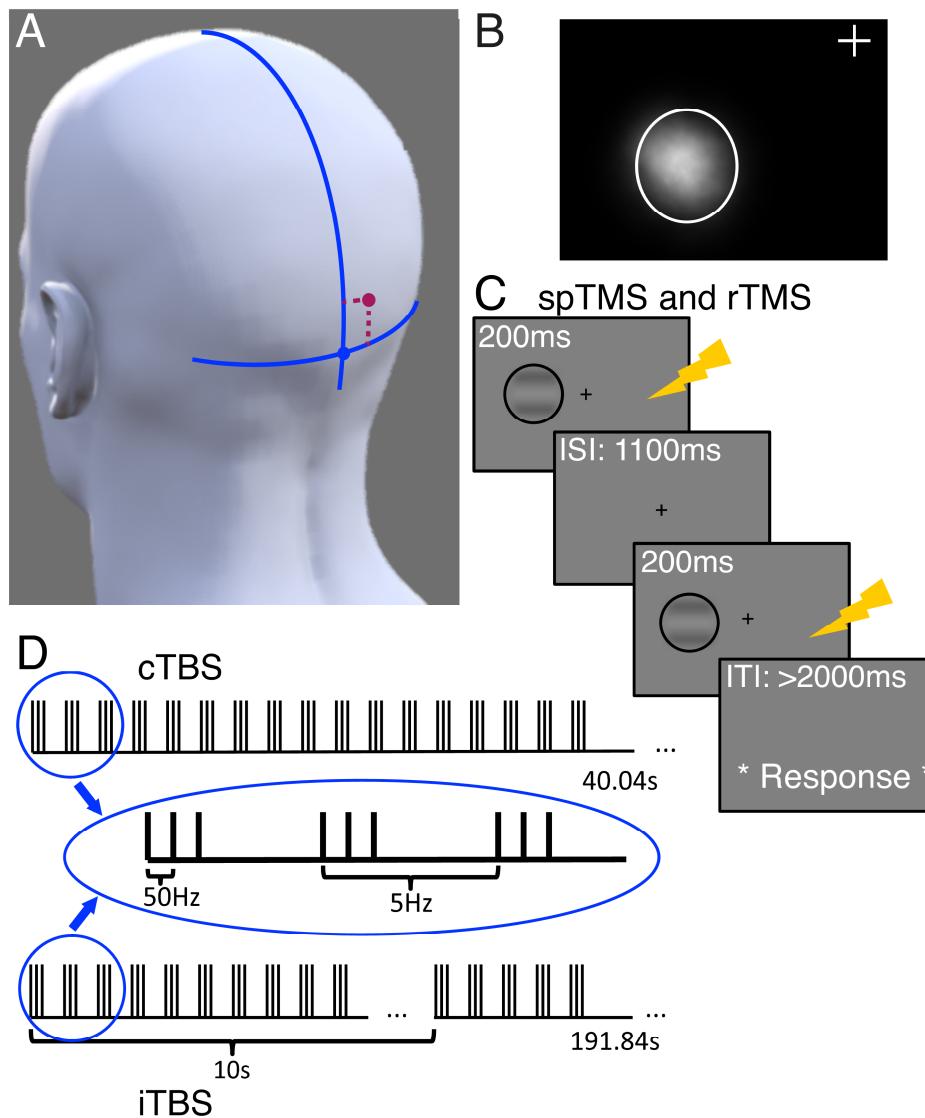 A
B
C spTMS and rTMS
200ms
ISI: 1100ms
200ms
ITI: >2000ms
* Response *
D
cTBS
...
40.04s
50Hz
5Hz
...
...
191.84s
10s
iTBS